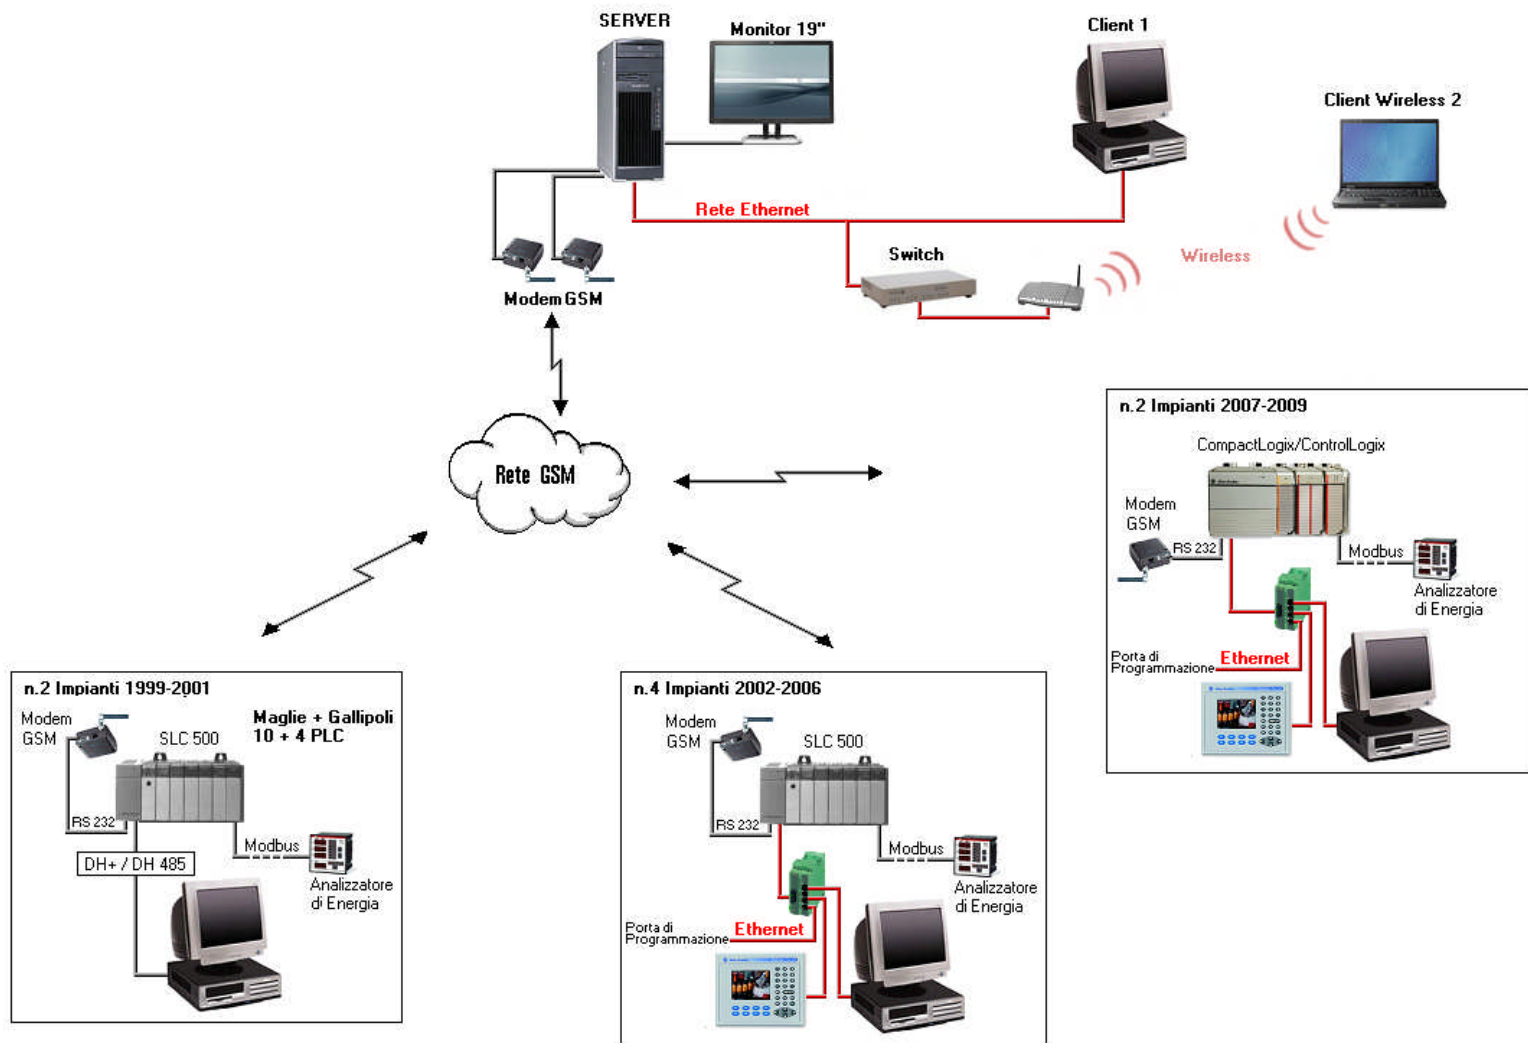 SERVER
Monitor 19"
Client 1
Client Wireless 2
Rete Ethernet
Switch
Wireless
Modem GSM
Rete GSM
n.2 Impianti 2007-2009
CompactLogix/ControlLogix
Modem
GSM
RS 232
Modbus
Analizzatore
di Energia
Porta di
Programmazione
Ethernet
n.2 Impianti 1999-2001
Maglie + Gallipoli
10 + 4 PLC
Modem
GSM
SLC 500
RS 232
Modbus
DH+ / DH 485
Analizzatore
di Energia
n.4 Impianti 2002-2006
Modem
GSM
SLC 500
RS 232
Modbus
Analizzatore
di Energia
Porta di
Programmazione
Ethernet